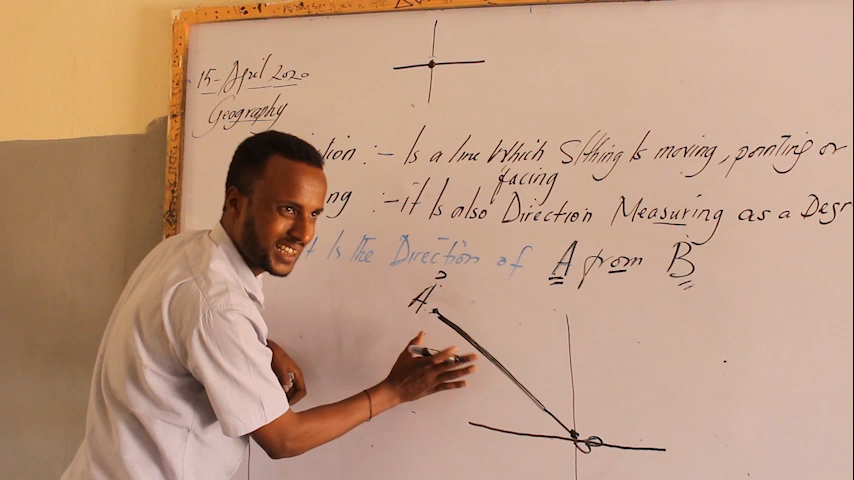 15-April 2020
Geography
tion :- Is a line Which S/thing Is moving, pointing or
facing
ng :- it Is also Direction Measuring as a Degr
t Is the Direction of A from B
A